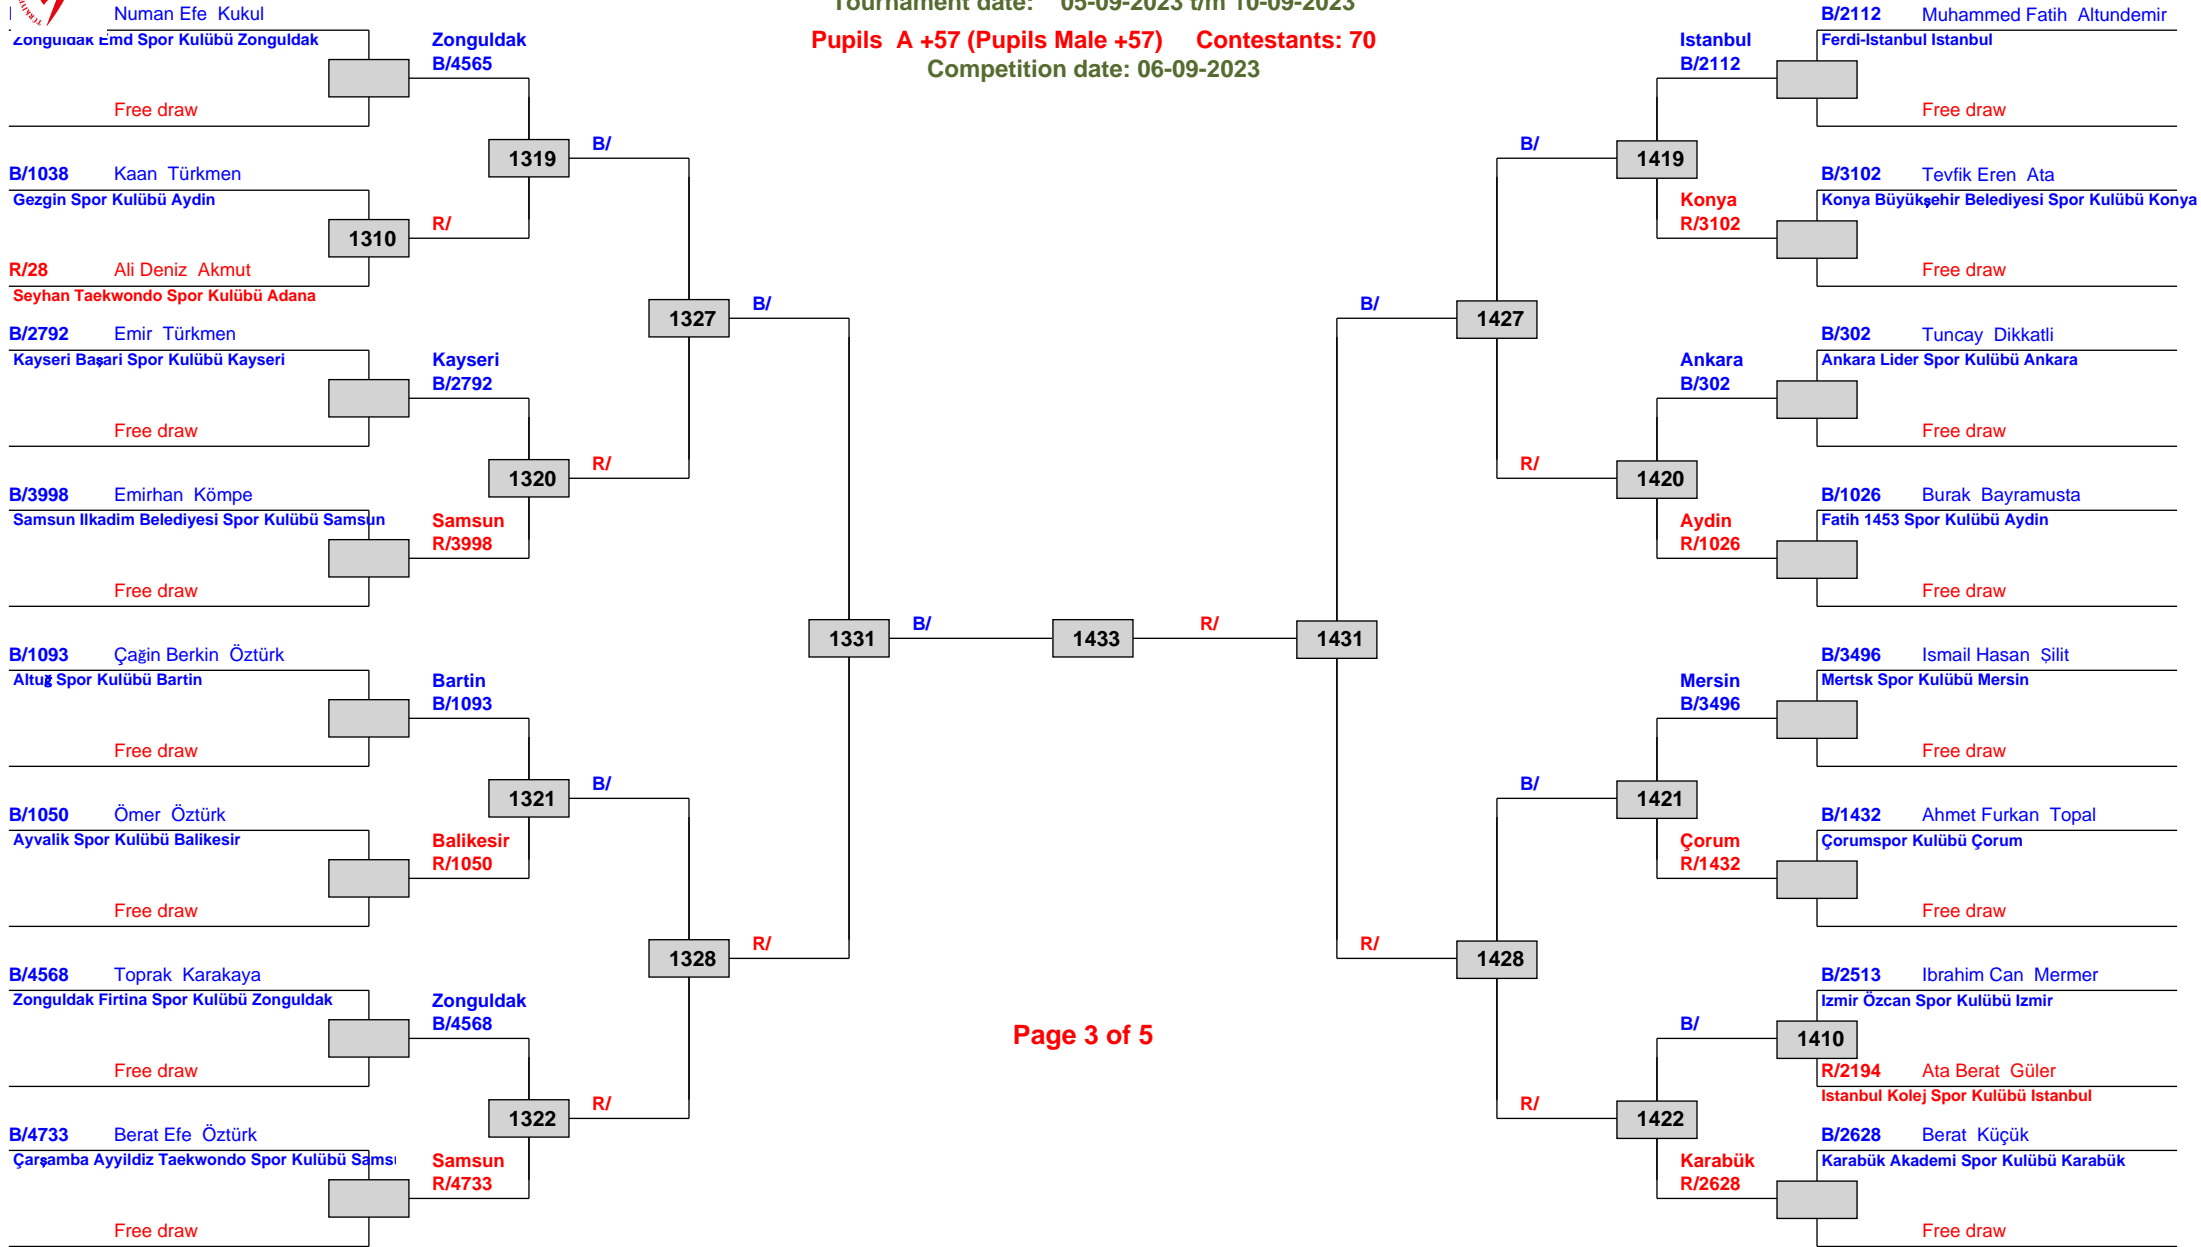 Numan Efe Kukul
Zonguldak Emd Spor Kulübü Zonguldak
Free draw
Zonguldak
B/4565
B/1038 Kaan Türkmen
Gezgin Spor Kulübü Aydin
1310
R/28 Ali Deniz Akmut
Seyhan Taekwondo Spor Kulübü Adana
R/
1319
B/
B/2792 Emir Türkmen
Kayseri Başari Spor Kulübü Kayseri
Free draw
Kayseri
B/2792
B/3998 Emirhan Kömpe
Samsun Ilkadim Belediyesi Spor Kulübü Samsun
Free draw
Samsun
R/3998
1320
R/
1327
B/
B/1093 Çağin Berkin Öztürk
Altuğ Spor Kulübü Bartin
Free draw
Bartin
B/1093
B/1050 Ömer Öztürk
Ayvalik Spor Kulübü Balikesir
Free draw
Balikesir
R/1050
1321
B/
B/4568 Toprak Karakaya
Zonguldak Firtina Spor Kulübü Zonguldak
Free draw
Zonguldak
B/4568
B/4733 Berat Efe Öztürk
Çarşamba Ayyildiz Taekwondo Spor Kulübü Samsu
Free draw
Samsun
R/4733
1322
R/
1328
R/
1331
B/
Tournament date: 05-09-2023 t/m 10-09-2023
Pupils A +57 (Pupils Male +57) Contestants: 70
Competition date: 06-09-2023
1433
Page 3 of 5
R/
1431
B/
1427
B/
1419
Istanbul
B/2112
B/2112 Muhammed Fatih Altundemir
Ferdi-Istanbul Istanbul
Free draw
Konya
R/3102
B/3102 Tevfik Eren Ata
Konya Büyükşehir Belediyesi Spor Kulübü Konya
Free draw
R/
1420
Ankara
B/302
B/302 Tuncay Dikkatli
Ankara Lider Spor Kulübü Ankara
Free draw
Aydin
R/1026
B/1026 Burak Bayramusta
Fatih 1453 Spor Kulübü Aydin
Free draw
R/
1428
B/
1421
Mersin
B/3496
B/3496 Ismail Hasan Şilit
Mertsk Spor Kulübü Mersin
Free draw
Çorum
R/1432
B/1432 Ahmet Furkan Topal
Çorumspor Kulübü Çorum
Free draw
R/
1422
B/
1410
B/2513 Ibrahim Can Mermer
Izmir Özcan Spor Kulübü Izmir
R/2194 Ata Berat Güler
Istanbul Kolej Spor Kulübü Istanbul
Karabük
R/2628
B/2628 Berat Küçük
Karabük Akademi Spor Kulübü Karabük
Free draw